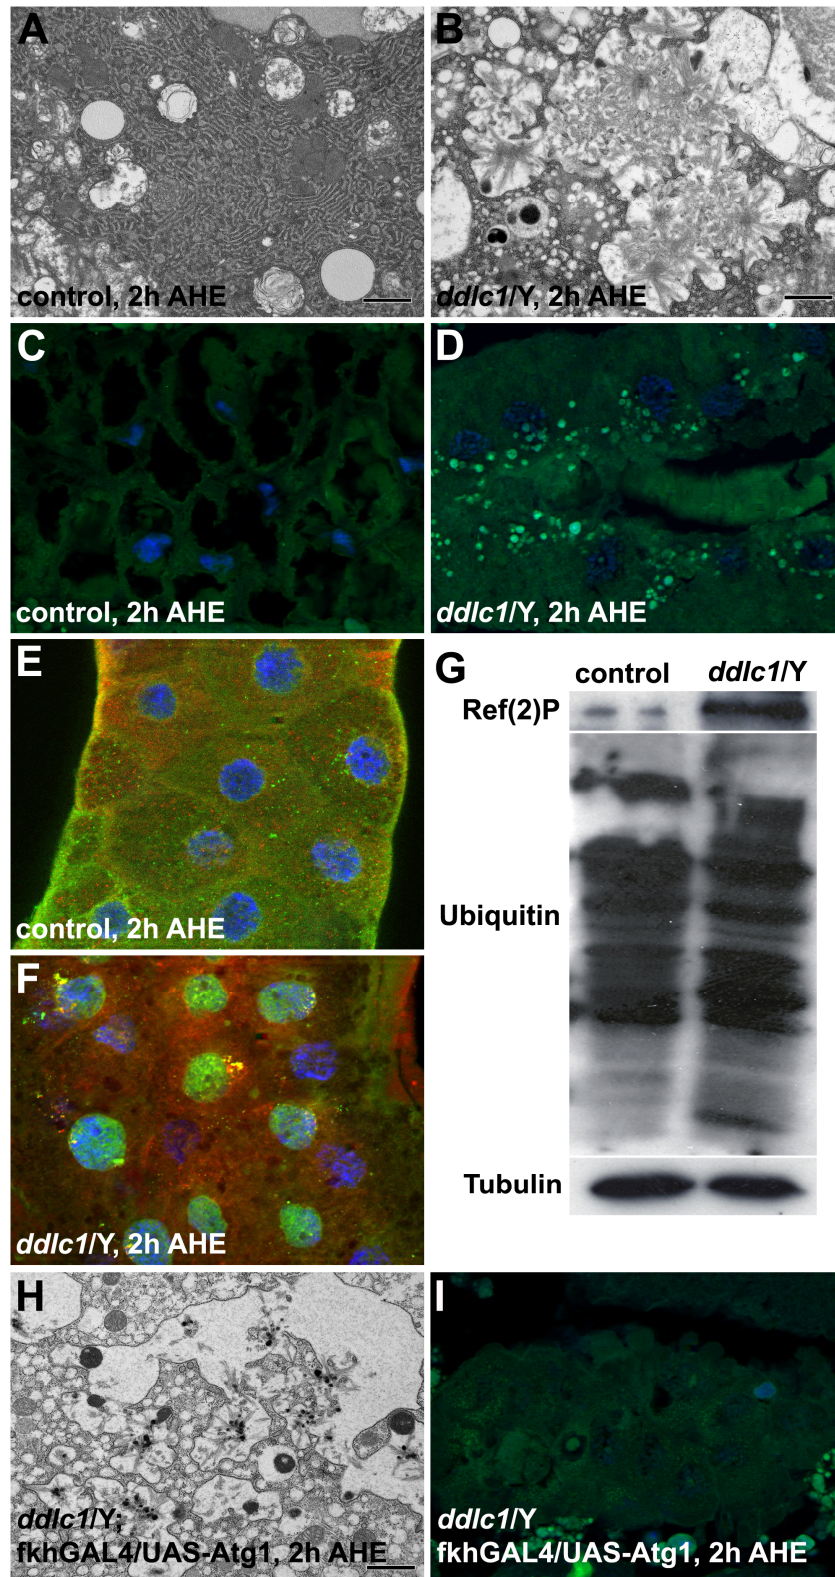 A
control, 2h AHE
B
ddlc1/Y, 2h AHE
C
control, 2h AHE
D
ddlc1/Y, 2h AHE
E
control, 2h AHE
F
ddlc1/Y, 2h AHE
G
control ddlc1/Y
Ref(2)P
Ubiquitin
Tubulin
H
ddlc1/Y;
fkhGAL4/UAS-Atg1, 2h AHE
I
ddlc1/Y
fkhGAL4/UAS-Atg1, 2h AHE